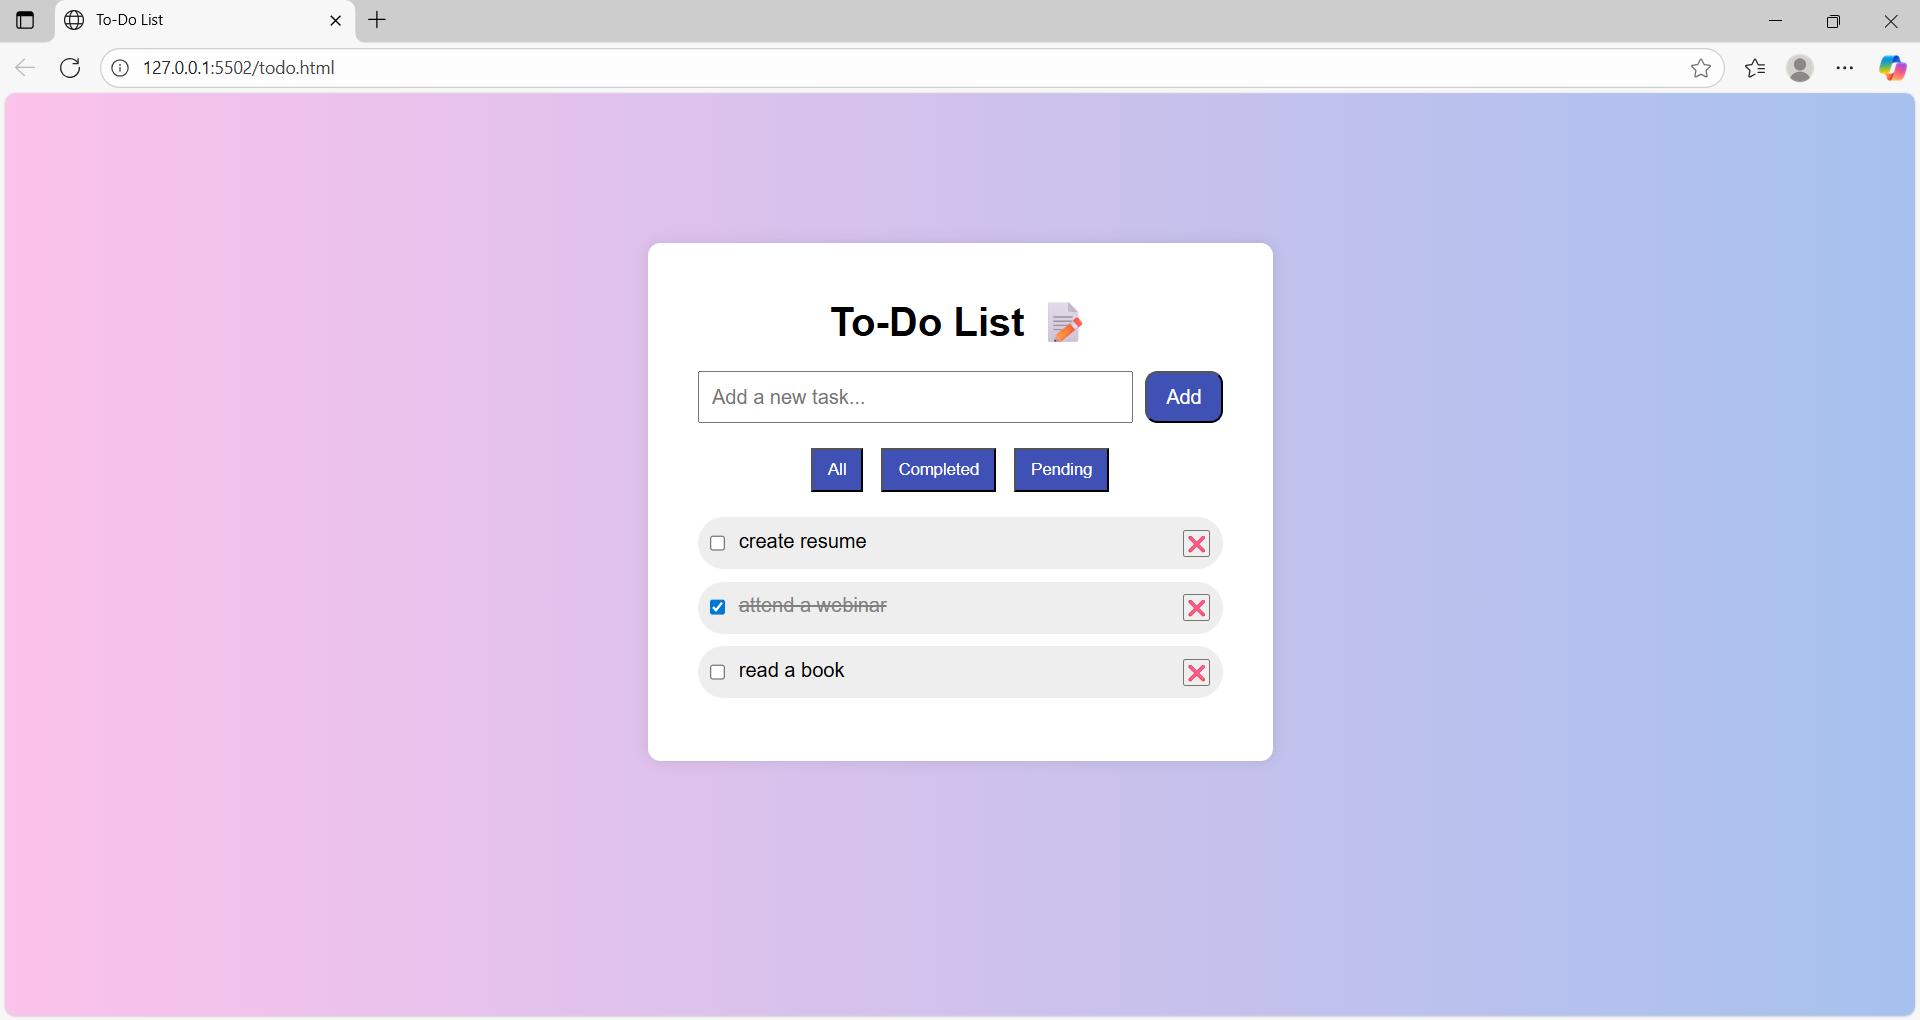 To-Do List
127.0.0.1:5502/todo.html
To-Do List
Add a new task...
Add
All
Completed
Pending
create resume
attend a webinar
read a book